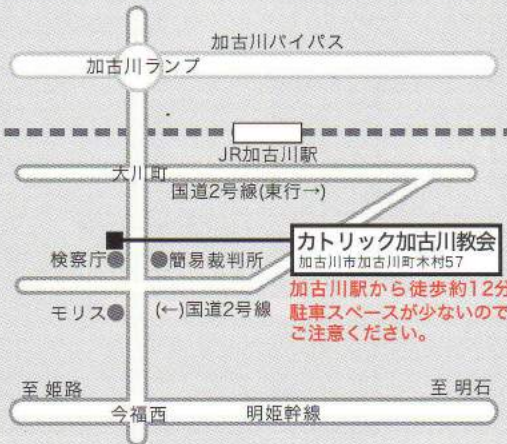 加古川バイパス
加古川ランプ
JR加古川駅
大川町
国道2号線(東行→)
カトリック加古川教会
加古川市加古川町木村57
検察庁
簡易裁判所
加古川駅から徒歩約12分
駐車スペースが少ないので
ご注意ください。
モリス
(←)国道2号線
至 姫路
至 明石
今福西
明姫幹線